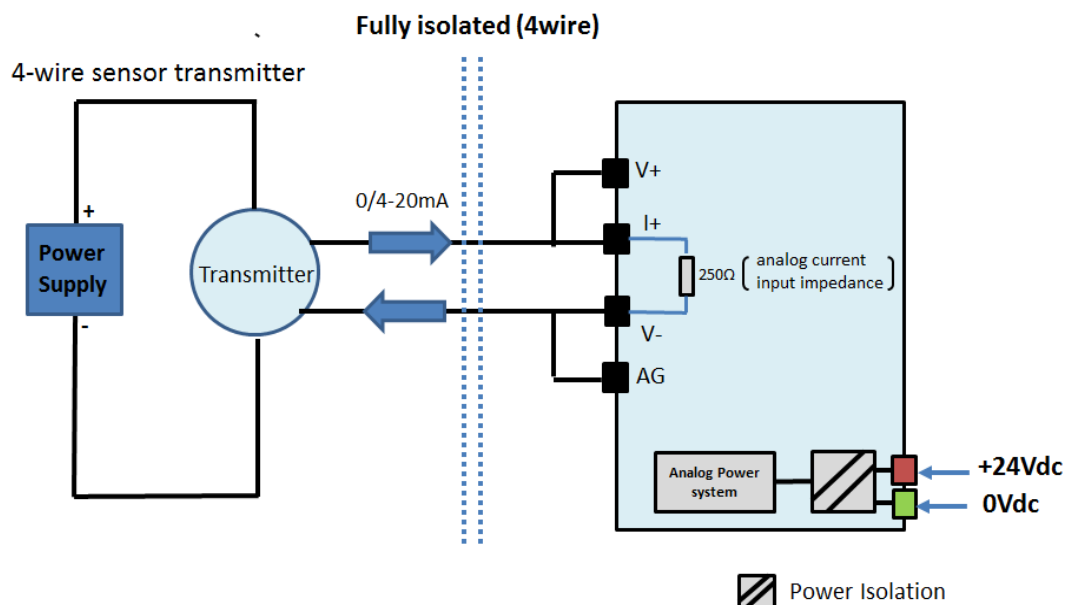 Fully isolated (4wire)
4-wire sensor transmitter
V+
0/4-20mA
I+
+
Power
Supply
Transmitter
250Ω
analog current
input impedance
-
V-
AG
Analog Power
system
+24Vdc
0Vdc
Power Isolation